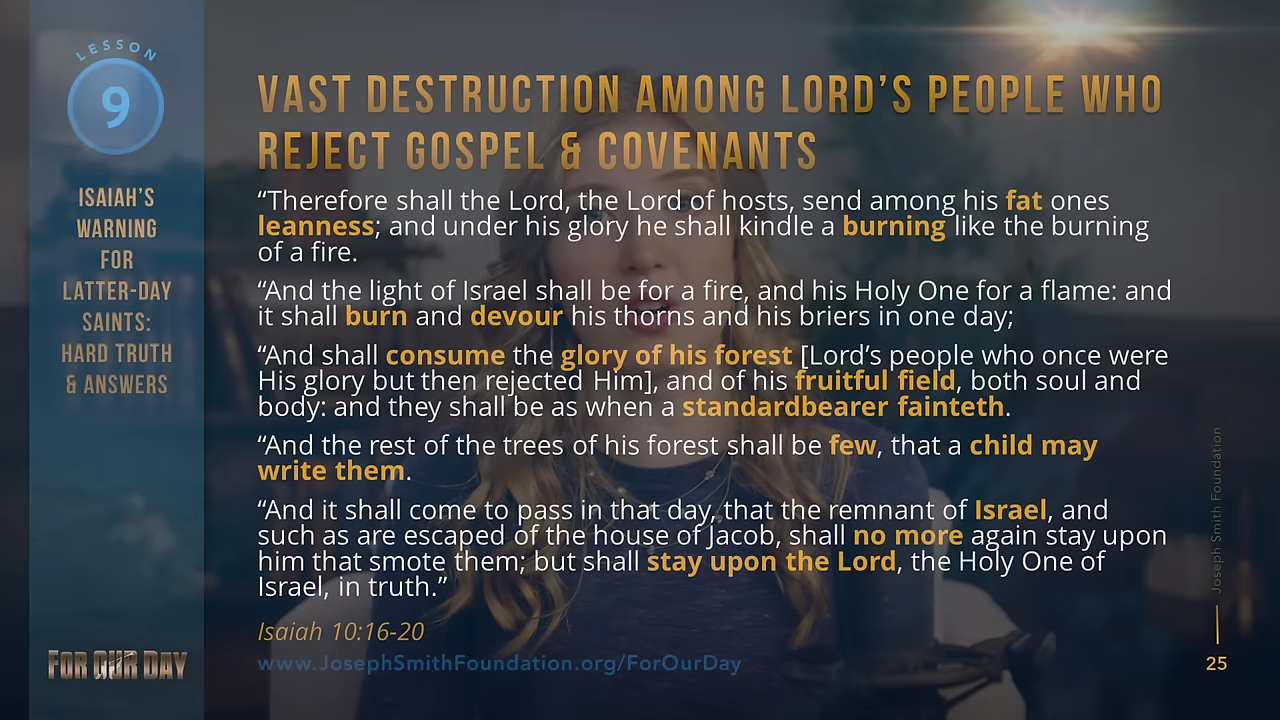 LESSON
9
ISAIAH'S
WARNING
FOR
LATTER-DAY
SAINTS:
HARD TRUTH
& ANSWERS
FOR OUR DAY
VAST DESTRUCTION AMONG LORD'S PEOPLE WHO
REJECT GOSPEL & COVENANTS
“Therefore shall the Lord, the Lord of hosts, send among his fat ones
leanness; and under his glory he shall kindle a burning like the burning
of a fire.
“And the light of Israel shall be for a fire, and his Holy One for a flame: and
it shall burn and devour his thorns and his briers in one day;
“And shall consume the glory of his forest [Lord’s people who once were
His glory but then rejected Him], and of his fruitful field, both soul and
body: and they shall be as when a standardbearer fainteth.
“And the rest of the trees of his forest shall be few, that a child may
write them.
“And it shall come to pass in that day, that the remnant of Israel, and
such as are escaped of the house of Jacob, shall no more again stay upon
him that smote them; but shall stay upon the Lord, the Holy One of
Israel, in truth.”
Isaiah 10:16-20
www.JosephSmithFoundation.org/ForOurDay
Joseph Smith Foundation
25